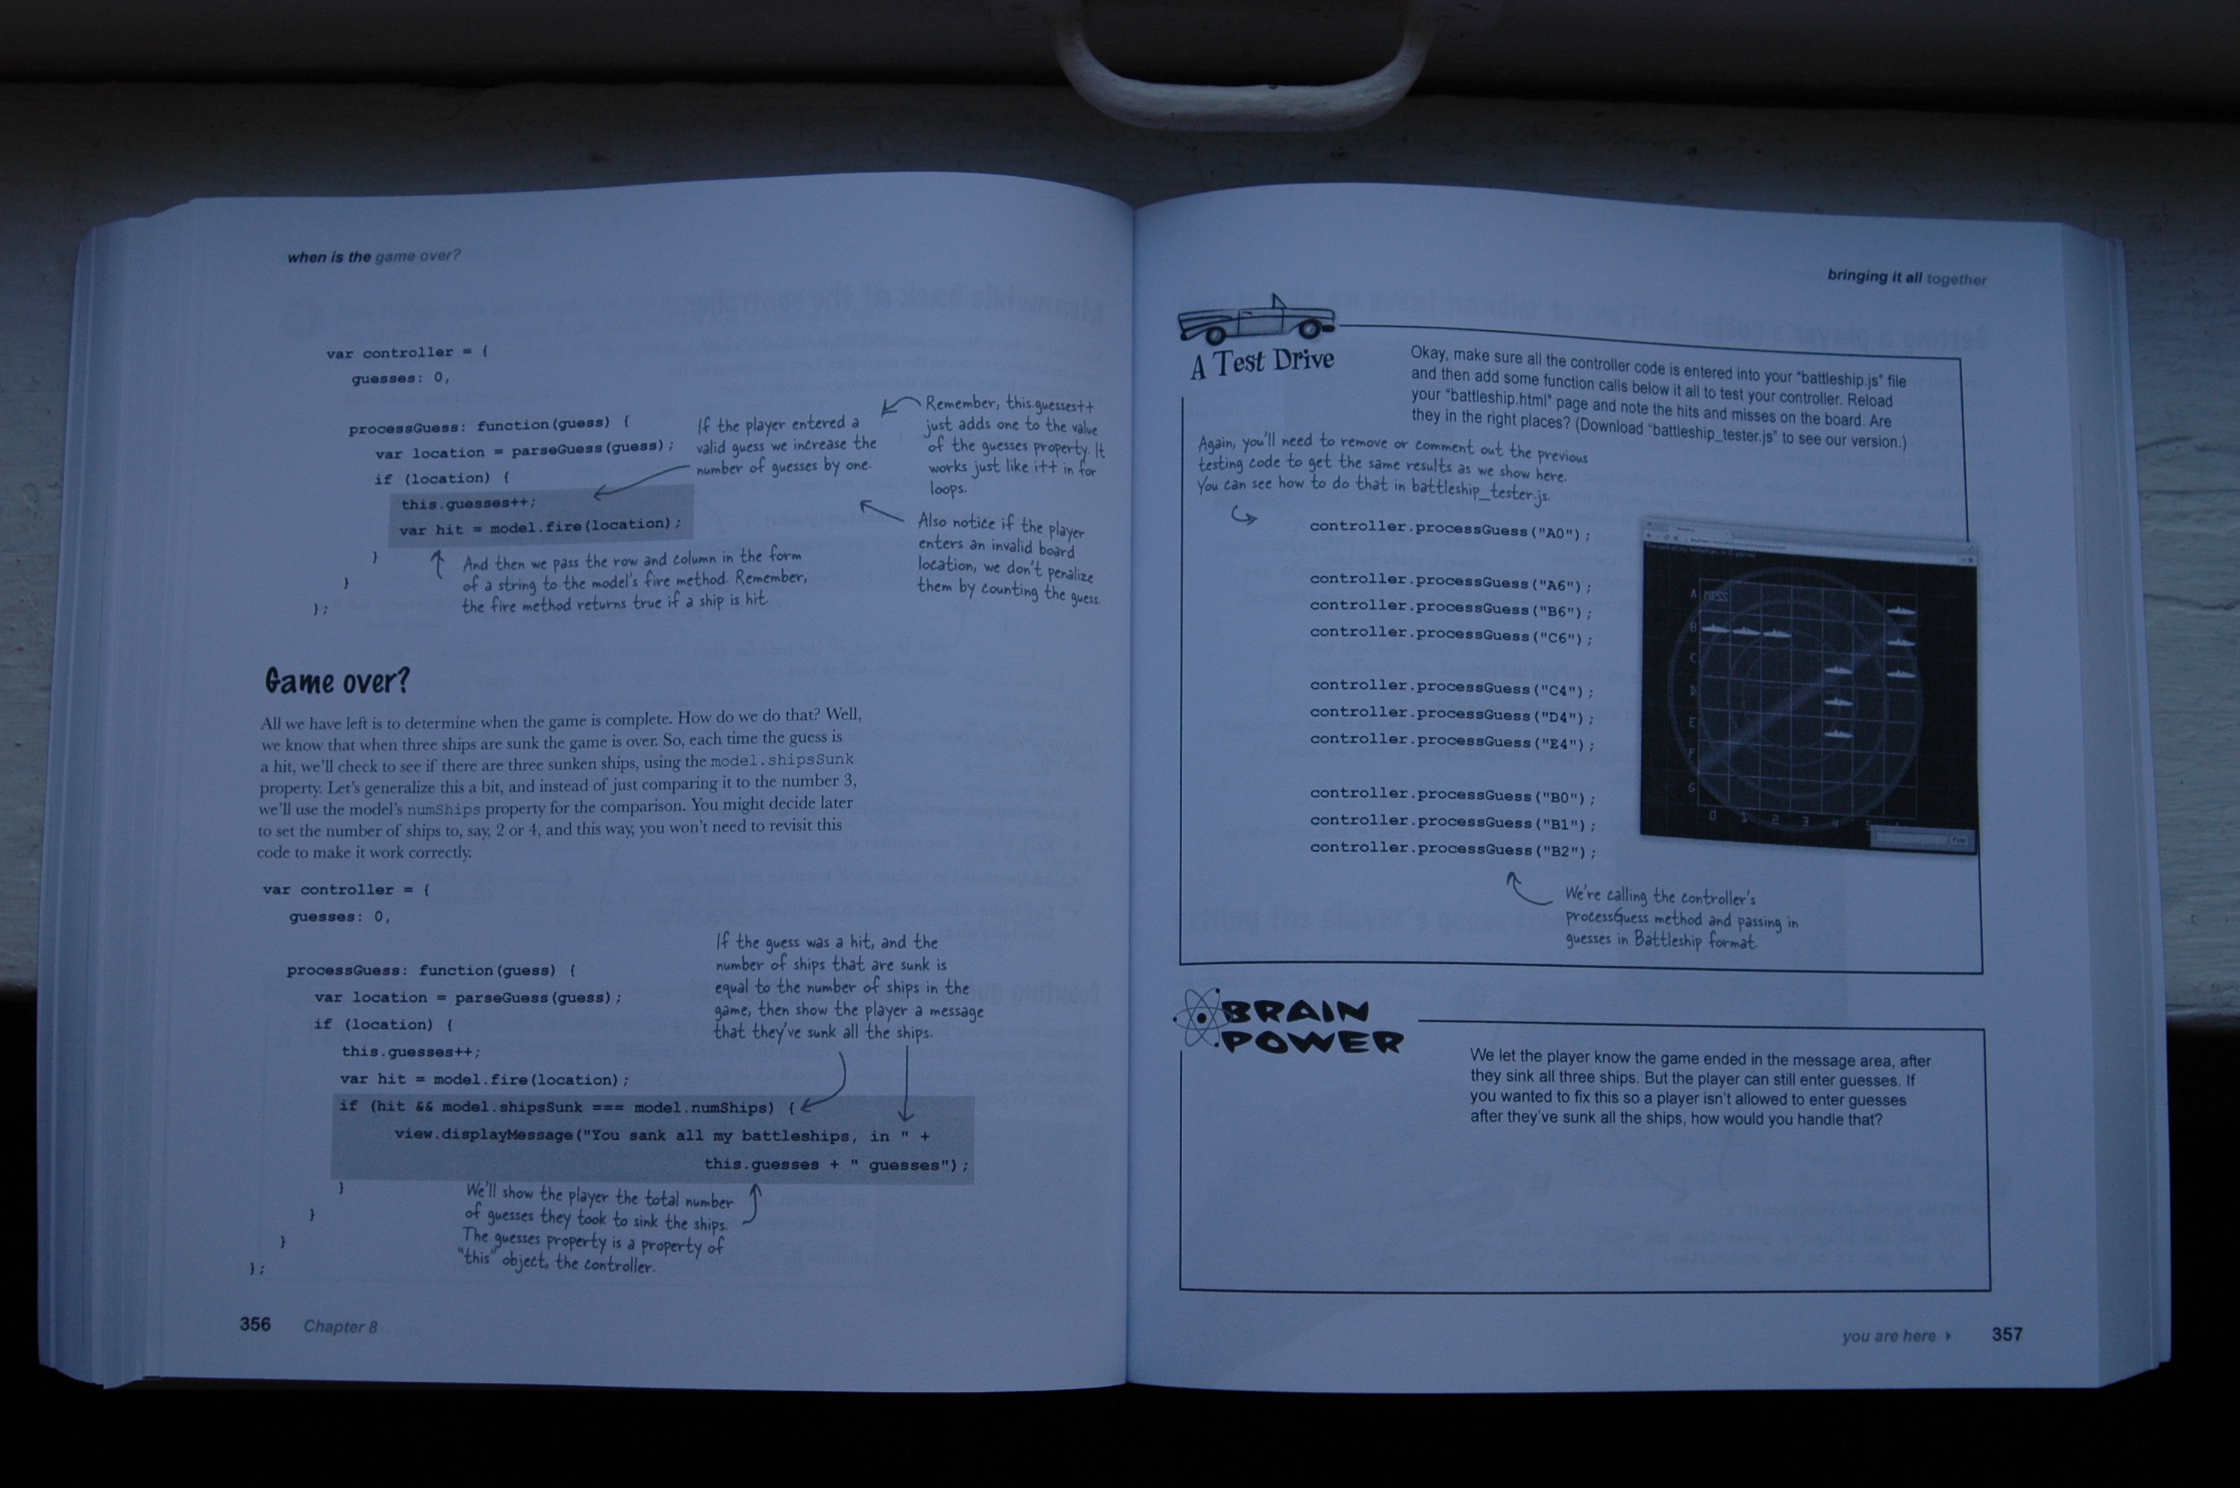 when is the game over?
var controller = {
guesses: 0,
processGuess: function(guess) {
var location = parseGuess(guess);
if (location) {
this.guesses++;
var hit = model.fire(location);
}
}
};
If the player entered a
valid guess we increase the
number of guesses by one.
Remember, this.guesses++
just adds one to the value
of the guesses property. It
works just like i++ in for
loops.
Also notice if the player
enters an invalid board
location, we don't penalize
them by counting the guess.
And then we pass the row and column in the form
of a string to the model's fire method. Remember,
the fire method returns true if a ship is hit.
Game over?
All we have left is to determine when the game is complete. How do we do that? Well,
we know that when three ships are sunk the game is over. So, each time the guess is
a hit, we'll check to see if there are three sunken ships, using the model.shipsSunk
property. Let's generalize this a bit, and instead of just comparing it to the number 3,
we'll use the model's numShips property for the comparison. You might decide later
to set the number of ships to, say, 2 or 4, and this way, you won't need to revisit this
code to make it work correctly.
var controller = {
guesses: 0,
processGuess: function(guess) {
var location = parseGuess(guess);
if (location) {
this.guesses++;
var hit = model.fire(location);
if (hit && model.shipsSunk === model.numShips) {
view.displayMessage("You sank all my battleships, in " +
this.guesses + " guesses");
}
}
}
};
If the guess was a hit, and the
number of ships that are sunk is
equal to the number of ships in the
game, then show the player a message
that they've sunk all the ships.
We'll show the player the total number
of guesses they took to sink the ships.
The guesses property is a property of
"this" object, the controller.
356 Chapter 8
bringing it all together
A Test Drive
Okay, make sure all the controller code is entered into your "battleship.js" file
and then add some function calls below it all to test your controller. Reload
your "battleship.html" page and note the hits and misses on the board. Are
they in the right places? (Download "battleship_tester.js" to see our version.)
Again, you'll need to remove or comment out the previous
testing code to get the same results as we show here.
You can see how to do that in battleship_tester.js.
controller.processGuess("A0");
controller.processGuess("A6");
controller.processGuess("B6");
controller.processGuess("C6");
controller.processGuess("C4");
controller.processGuess("D4");
controller.processGuess("E4");
controller.processGuess("B0");
controller.processGuess("B1");
controller.processGuess("B2");
A MISS
B
C
D
E
F
G
0 1 2 3 4 5
We're calling the controller's
processGuess method and passing in
guesses in Battleship format.
BRAIN
POWER
We let the player know the game ended in the message area, after
they sink all three ships. But the player can still enter guesses. If
you wanted to fix this so a player isn't allowed to enter guesses
after they've sunk all the ships, how would you handle that?
you are here ▸ 357